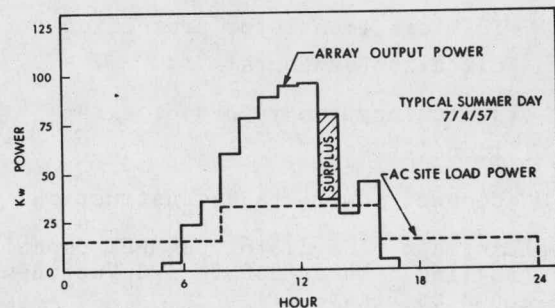 125
100
75
50
25
0
Kw POWER
ARRAY OUTPUT POWER
TYPICAL SUMMER DAY
7/4/57
SURPLUS
AC SITE LOAD POWER
0
6
12
18
24
HOUR